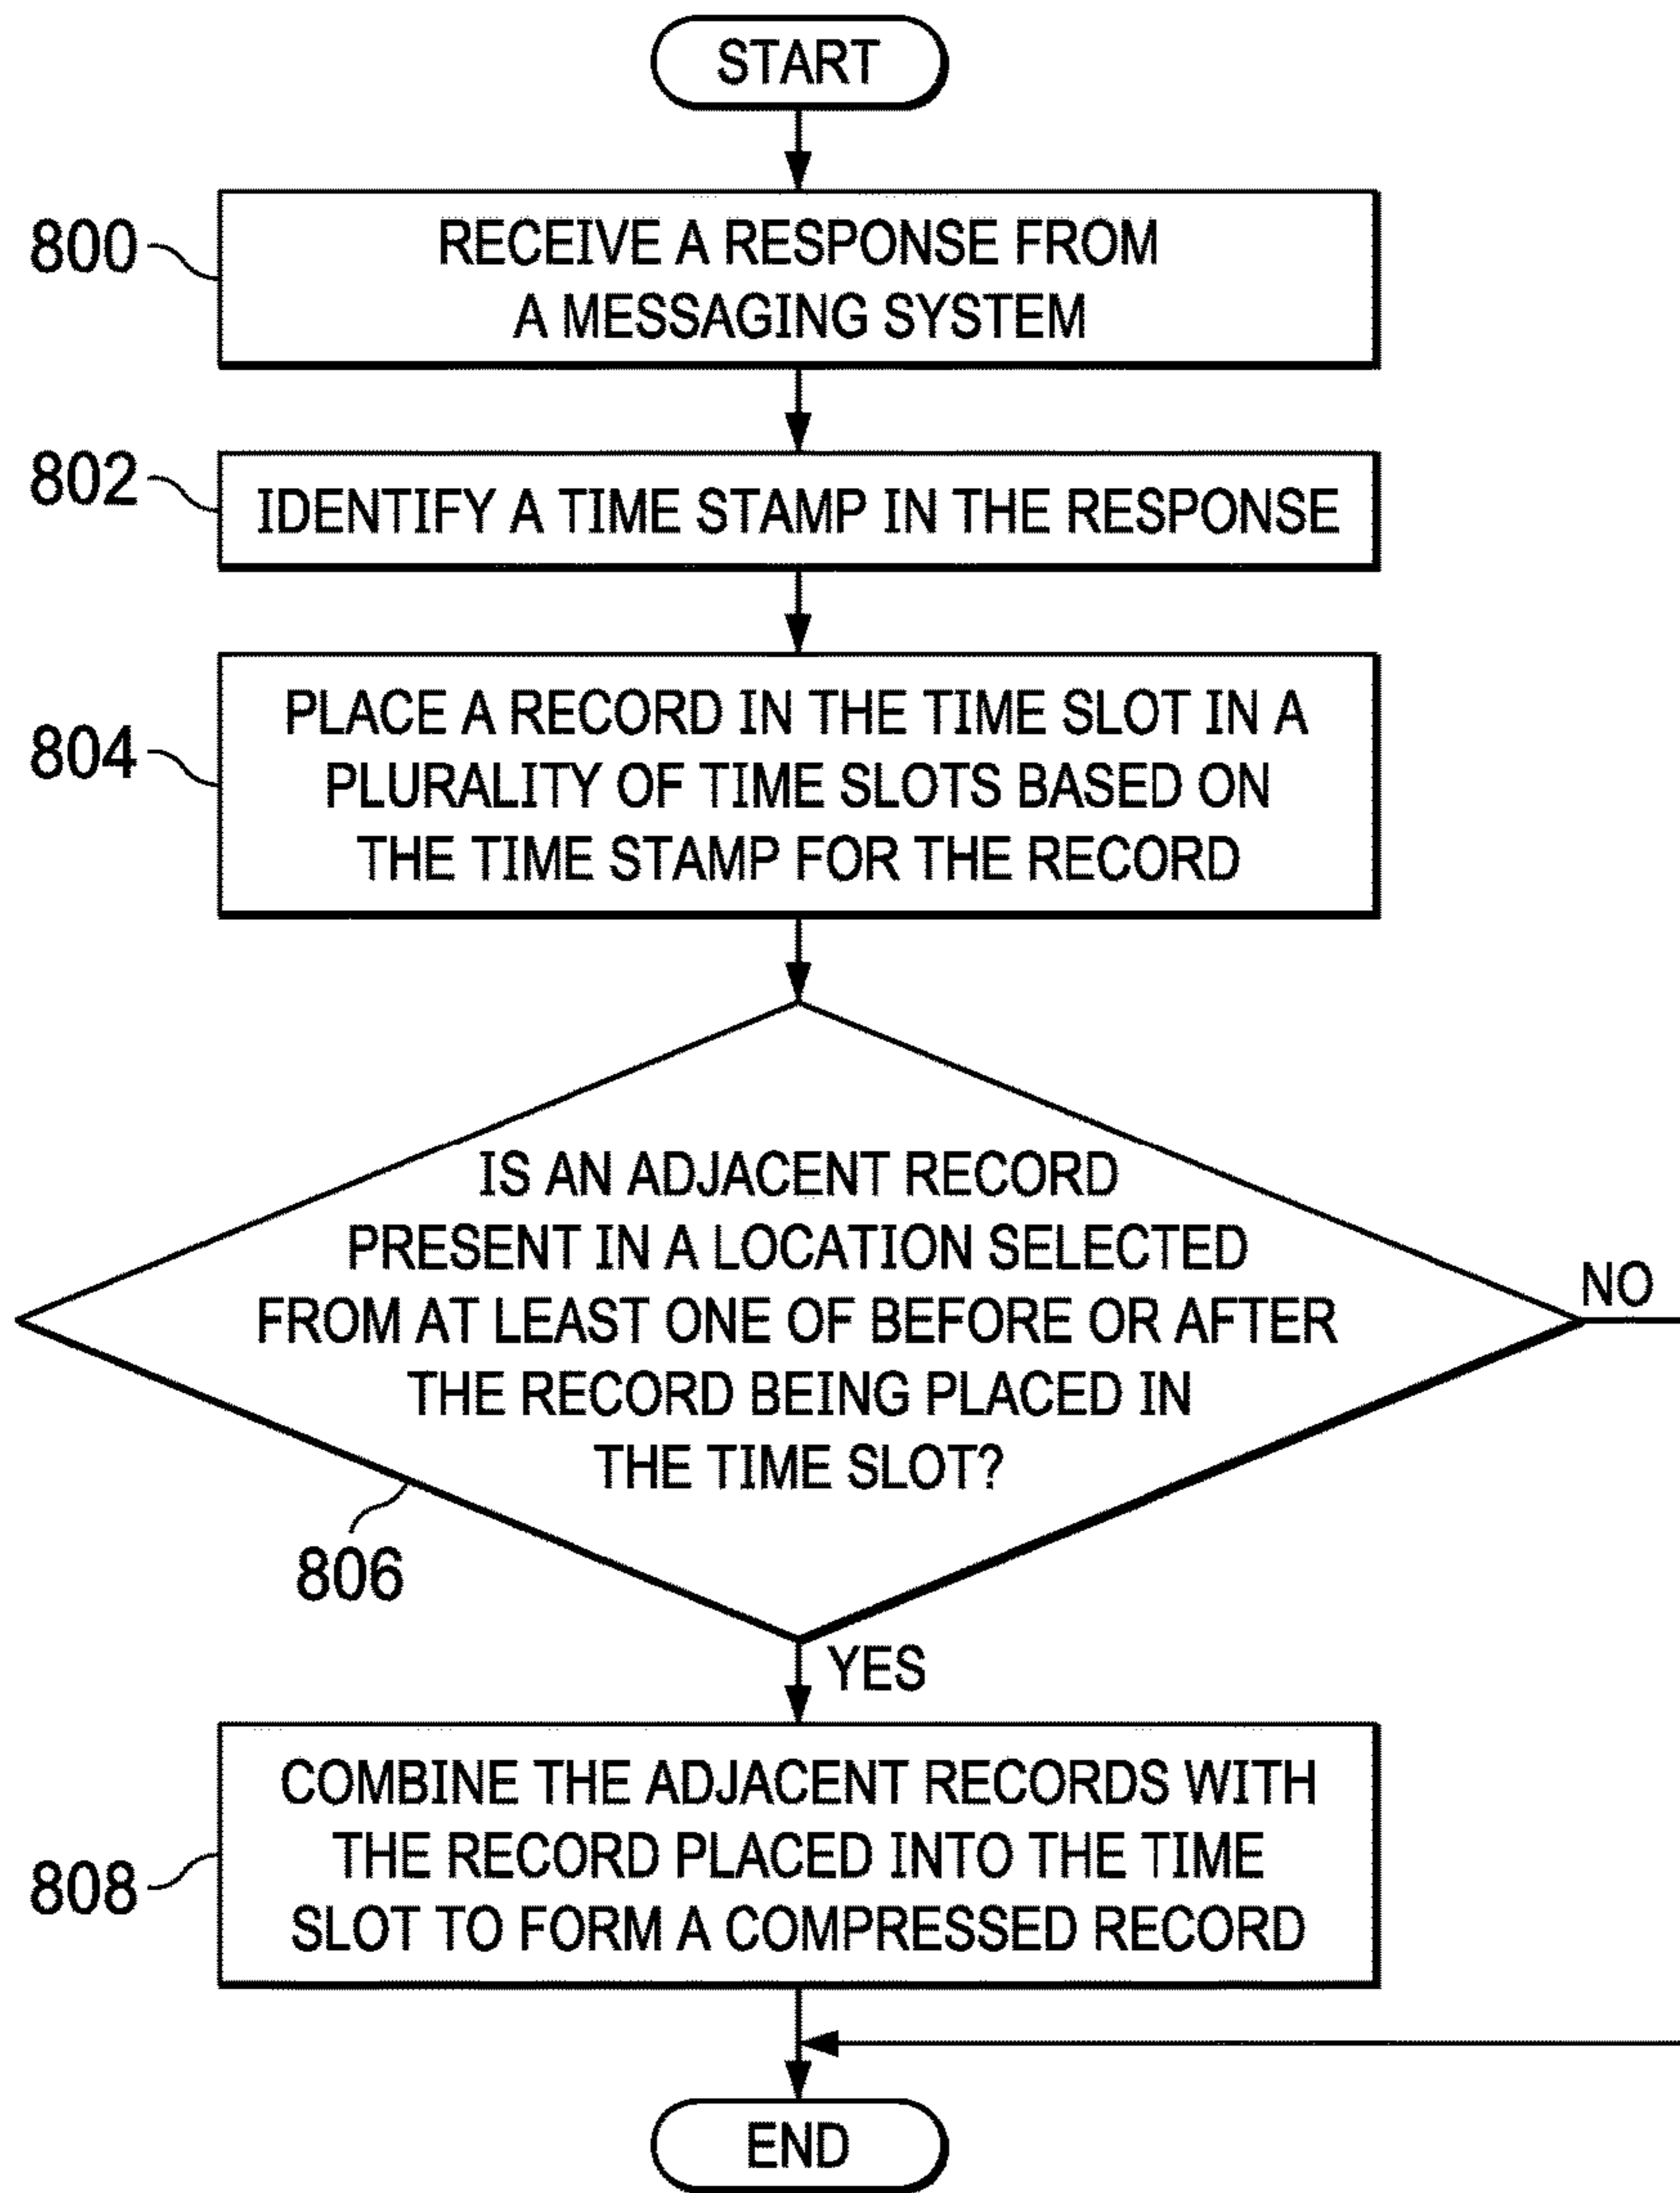 START
800
RECEIVE A RESPONSE FROM
A MESSAGING SYSTEM
802
IDENTIFY A TIME STAMP IN THE RESPONSE
804
PLACE A RECORD IN THE TIME SLOT IN A
PLURALITY OF TIME SLOTS BASED ON
THE TIME STAMP FOR THE RECORD
IS AN ADJACENT RECORD
PRESENT IN A LOCATION SELECTED
FROM AT LEAST ONE OF BEFORE OR AFTER
THE RECORD BEING PLACED IN
THE TIME SLOT?
NO
806
YES
808
COMBINE THE ADJACENT RECORDS WITH
THE RECORD PLACED INTO THE TIME
SLOT TO FORM A COMPRESSED RECORD
END